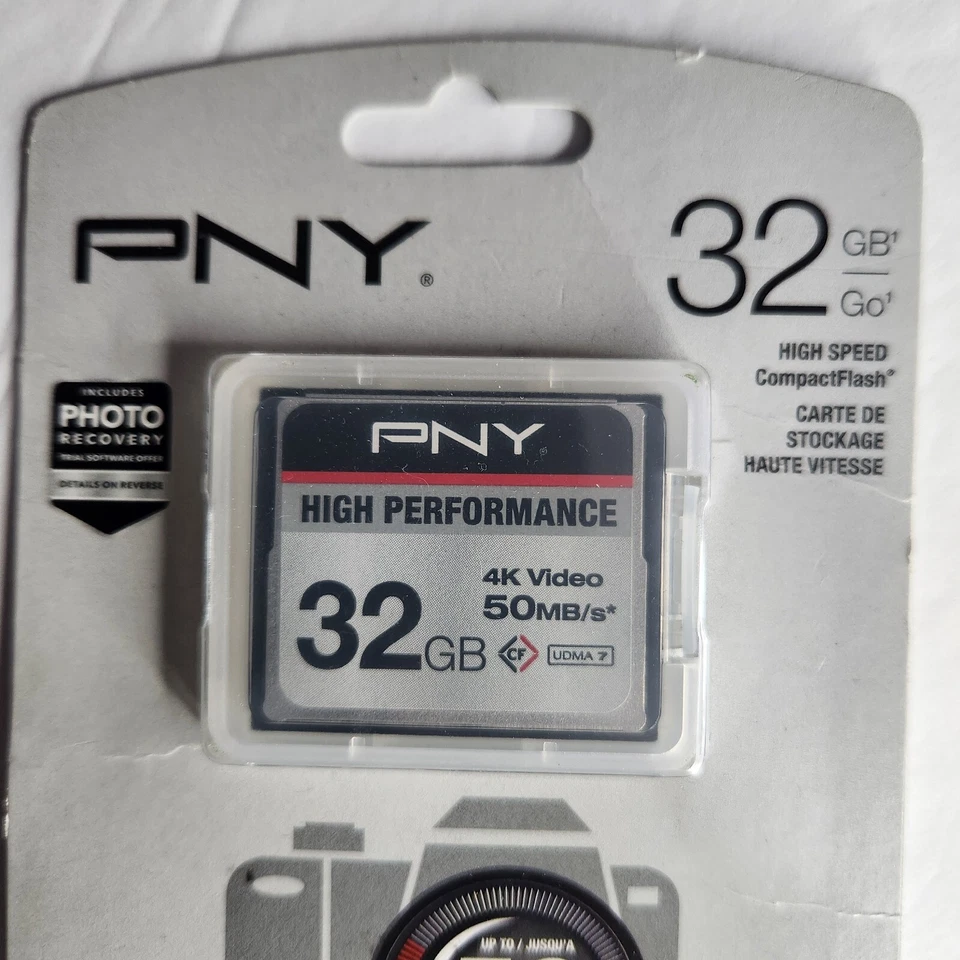 PNY®
32 GB¹
Go¹
HIGH SPEED
CompactFlash®
CARTE DE
STOCKAGE
HAUTE VITESSE
INCLUDES
PHOTO
RECOVERY
TRIAL SOFTWARE OFFER
DETAILS ON REVERSE
PNY
HIGH PERFORMANCE
32GB
4K Video
50MB/s*
CF
UDMA 7
UP TO / JUSQU'A